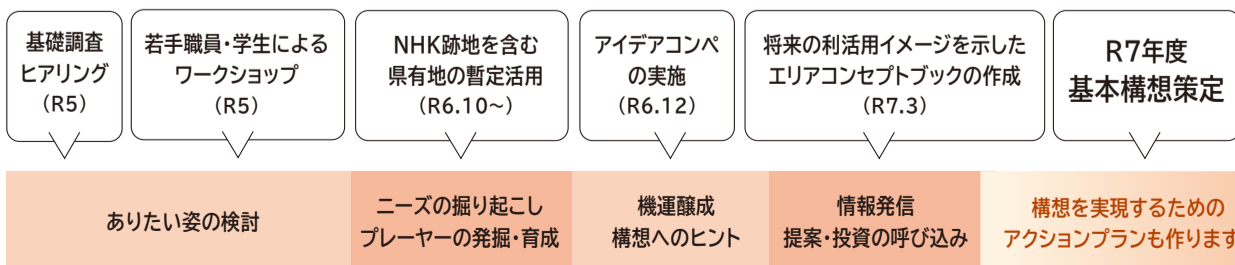 基礎調査
ヒアリング
(R5)
若手職員・学生による
ワークショップ
(R5)
NHK跡地を含む
県有地の暫定活用
(R6.10～)
アイデアコンペ
の実施
(R6.12)
将来の利活用イメージを示した
エリアコンセプトブックの作成
(R7.3)
R7年度
基本構想策定
ありたい姿の検討
ニーズの掘り起こし
プレーヤーの発掘・育成
機運醸成
構想へのヒント
情報発信
提案・投資の呼び込み
構想を実現するための
アクションプランも作ります